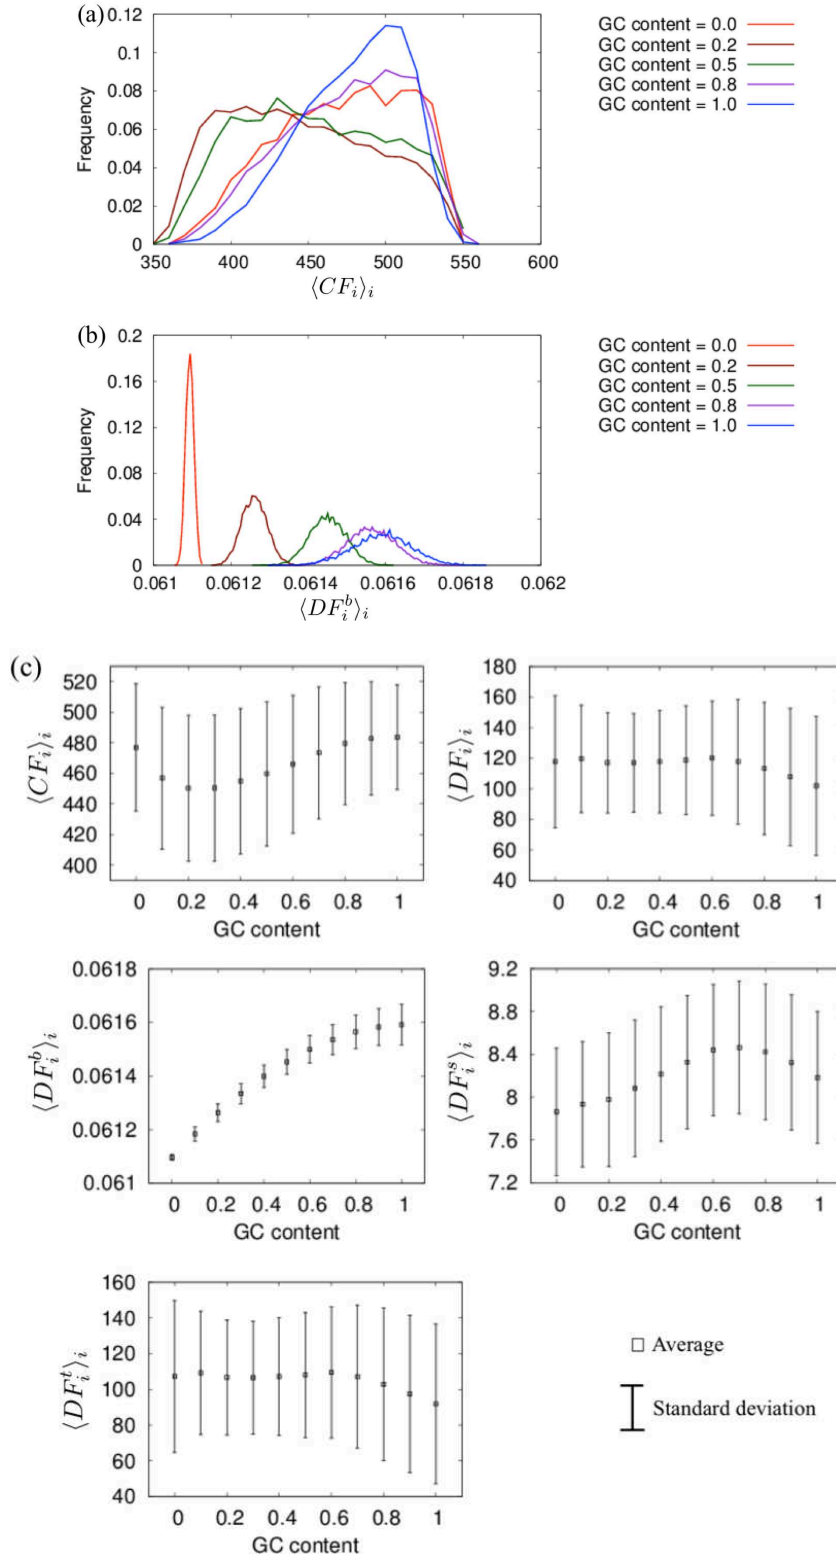 (a)
0.12
0.1
0.08
0.06
0.04
0.02
0
Frequency
350 400 450 500 550 600
⟨CF_i⟩_i
GC content = 0.0
GC content = 0.2
GC content = 0.5
GC content = 0.8
GC content = 1.0
(b)
0.2
0.16
0.12
0.08
0.04
0
Frequency
0.061 0.0612 0.0614 0.0616 0.0618 0.062
⟨DF_i^b⟩_i
GC content = 0.0
GC content = 0.2
GC content = 0.5
GC content = 0.8
GC content = 1.0
(c)
520
500
480
460
440
420
400
⟨CF_i⟩_i
0 0.2 0.4 0.6 0.8 1
GC content
180
160
140
120
100
80
60
40
⟨DF_i⟩_i
0 0.2 0.4 0.6 0.8 1
GC content
0.0618
0.0616
0.0614
0.0612
0.061
⟨DF_i^b⟩_i
0 0.2 0.4 0.6 0.8 1
GC content
9.2
8.8
8.4
8
7.6
7.2
⟨DF_i^s⟩_i
0 0.2 0.4 0.6 0.8 1
GC content
160
140
120
100
80
60
40
⟨DF_i^t⟩_i
0 0.2 0.4 0.6 0.8 1
GC content
Average
Standard deviation